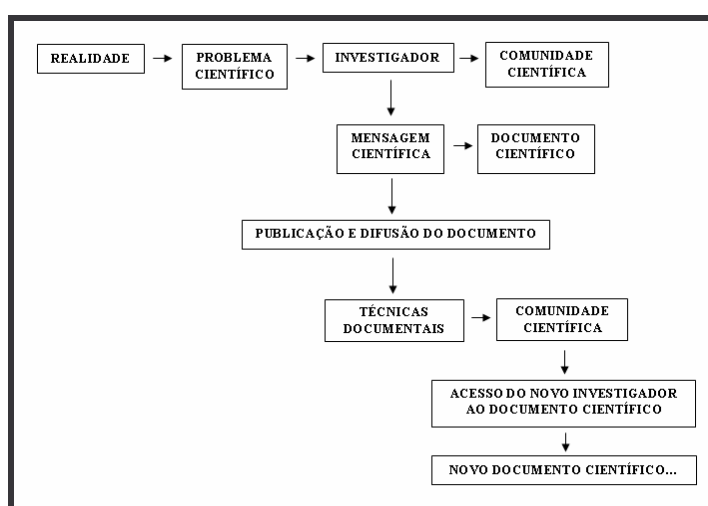 REALIDADE
PROBLEMA
CIENTÍFICO
INVESTIGADOR
COMUNIDADE
CIENTÍFICA
MENSAGEM
CIENTÍFICA
DOCUMENTO
CIENTÍFICO
PUBLICAÇÃO E DIFUSÃO DO DOCUMENTO
TÉCNICAS
DOCUMENTAIS
COMUNIDADE
CIENTÍFICA
ACESSO DO NOVO INVESTIGADOR
AO DOCUMENTO CIENTÍFICO
NOVO DOCUMENTO CIENTÍFICO...